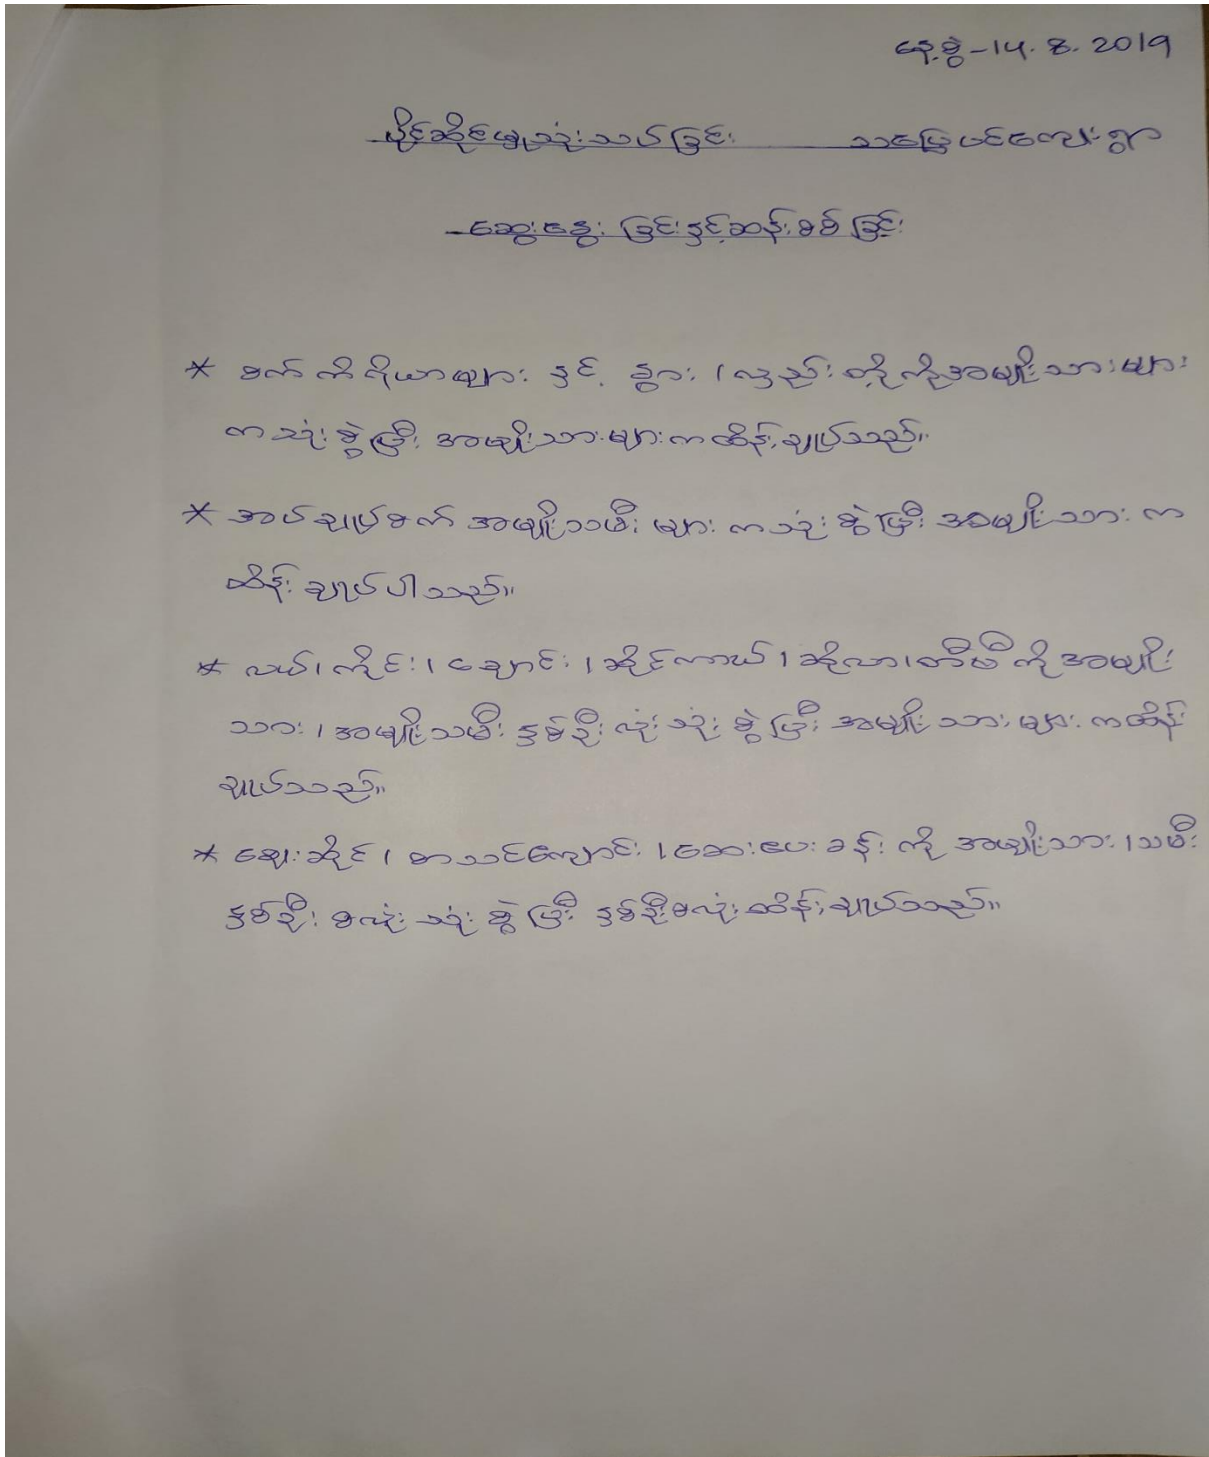 နေ့စွဲ-14.8.2019
ပိုင်ဆိုင်မှုသုံးသပ်ခြင်း သပြေပင်ကျေးရွာ
ဆွေးနွေးခြင်းနှင့်ဆန်းစစ်ခြင်း
* စက်ကိရိယာများ နှင့် နွား၊လှည်းတို့ကိုအမျိုးသားများ
ကသုံးစွဲပြီး အမျိုးသားများကထိန်းချုပ်သည်။
* အပ်ချုပ်စက် အမျိုးသမီးများကသုံးစွဲပြီး အမျိုးသားက
ထိန်းချုပ်ပါသည်။
* လယ်၊ကိုင်း၊ချောင်း၊ဆိုင်ကယ်၊ဆိုလာ၊တီဗီကိုအမျိုး
သား၊အမျိုးသမီးနှစ်ဦးလုံးသုံးစွဲပြီး အမျိုးသားများကထိန်း
ချုပ်သည်။
* ဈေးဆိုင်၊ စာသင်ကျောင်း၊ဆေးပေးခန်းကို အမျိုးသား၊သမီး
နှစ်ဦးစလုံးသုံးစွဲပြီး နှစ်ဦးစလုံးထိန်းချုပ်သည်။